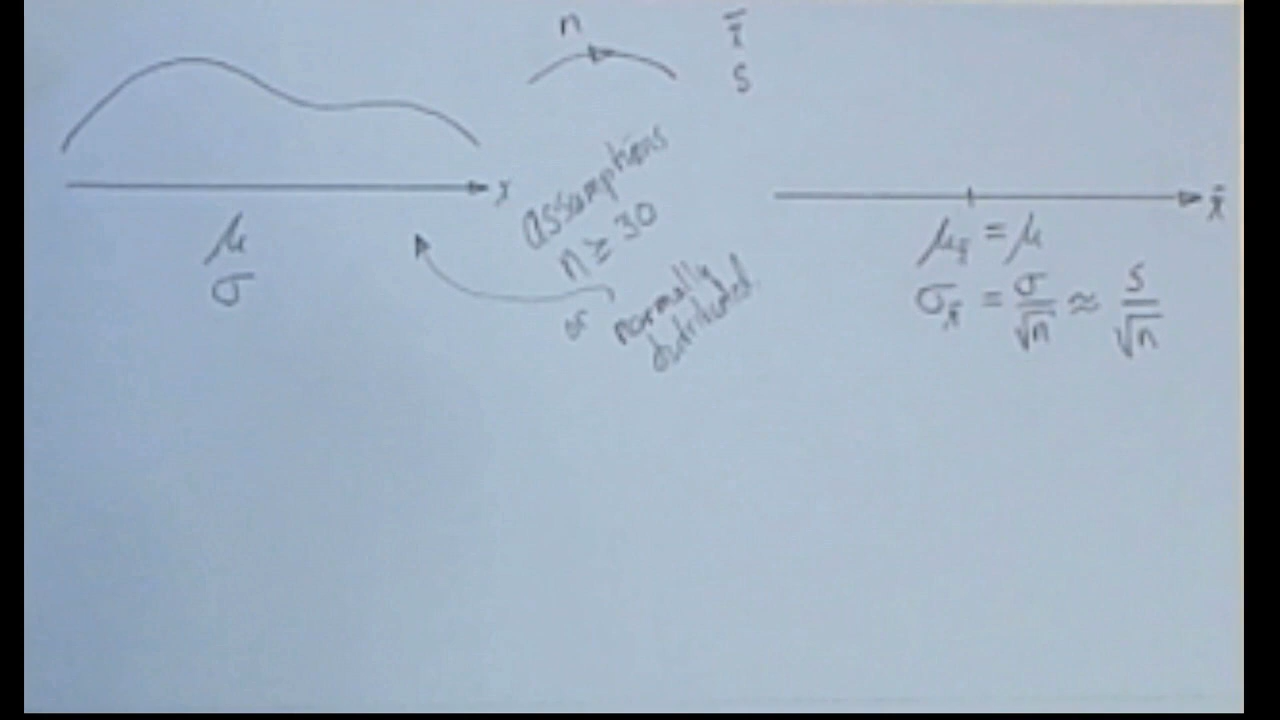 n
x̄
s
x
μ
σ
assumptions
n ≥ 30
or normally
distributed.
x̄
μx̄ = μ
σx̄ = σ/√n ≈ s/√n